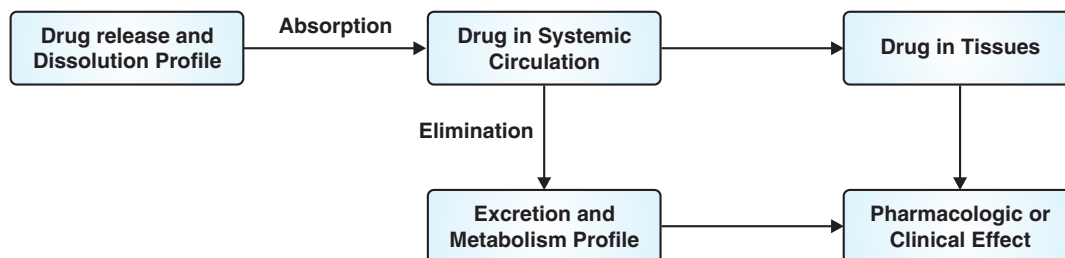 Drug release and
Dissolution Profile
Absorption
Drug in Systemic
Circulation
Drug in Tissues
Elimination
Excretion and
Metabolism Profile
Pharmacologic or
Clinical Effect